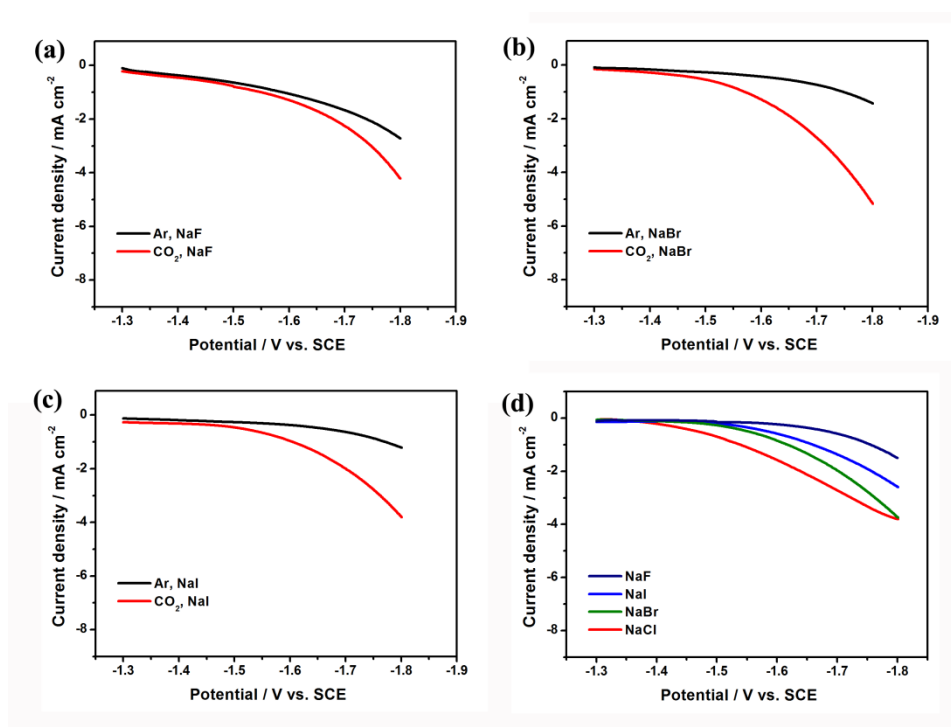 (a)
0
-2
-4
-6
-8
Current density / mA cm⁻²
Ar, NaF
CO₂, NaF
-1.3 -1.4 -1.5 -1.6 -1.7 -1.8 -1.9
Potential / V vs. SCE
(b)
0
-2
-4
-6
-8
Current density / mA cm⁻²
Ar, NaBr
CO₂, NaBr
-1.3 -1.4 -1.5 -1.6 -1.7 -1.8 -1.9
Potential / V vs. SCE
(c)
0
-2
-4
-6
-8
Current density / mA cm⁻²
Ar, NaI
CO₂, NaI
-1.3 -1.4 -1.5 -1.6 -1.7 -1.8 -1.9
Potential / V vs. SCE
(d)
0
-2
-4
-6
-8
Current density / mA cm⁻²
NaF
NaI
NaBr
NaCl
-1.3 -1.4 -1.5 -1.6 -1.7 -1.8
Potential / V vs. SCE